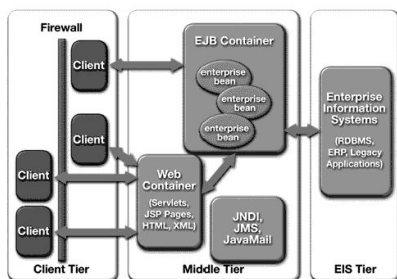 Firewall
Client
Client
Client
Client
Client Tier
EJB Container
enterprise
bean
enterprise
bean
enterprise
bean
Web
Container
(Servlets,
JSP Pages,
HTML, XML)
JNDI,
JMS,
JavaMail
Middle Tier
Enterprise
Information
Systems
(RDBMS,
ERP, Legacy
Applications)
EIS Tier